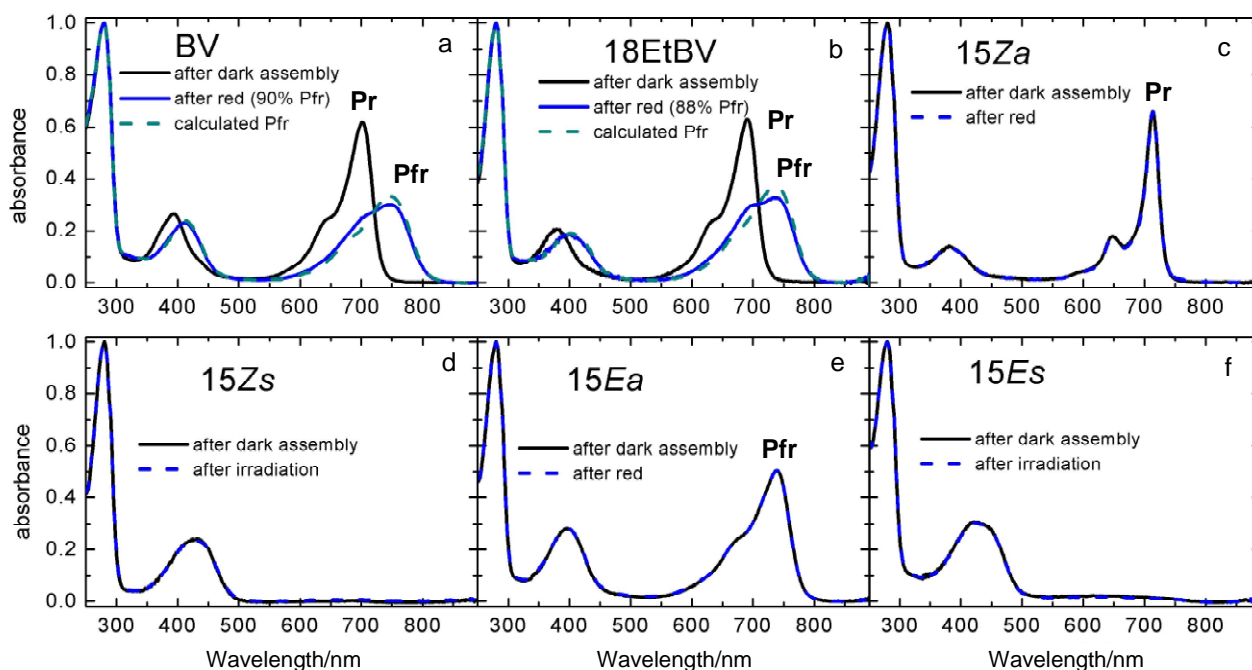 BV
a
after dark assembly
after red (90% Pfr)
calculated Pfr
Pr
Pfr
absorbance
1.0
0.8
0.6
0.4
0.2
0.0
300 400 500 600 700 800
18EtBV
b
after dark assembly
after red (88% Pfr)
calculated Pfr
Pr
Pfr
300 400 500 600 700 800
15Za
c
after dark assembly
after red
Pr
300 400 500 600 700 800
15Zs
d
after dark assembly
after irradiation
absorbance
1.0
0.8
0.6
0.4
0.2
0.0
300 400 500 600 700 800
Wavelength/nm
15Ea
e
after dark assembly
after red
Pfr
300 400 500 600 700 800
Wavelength/nm
15Es
f
after dark assembly
after irradiation
300 400 500 600 700 800
Wavelength/nm